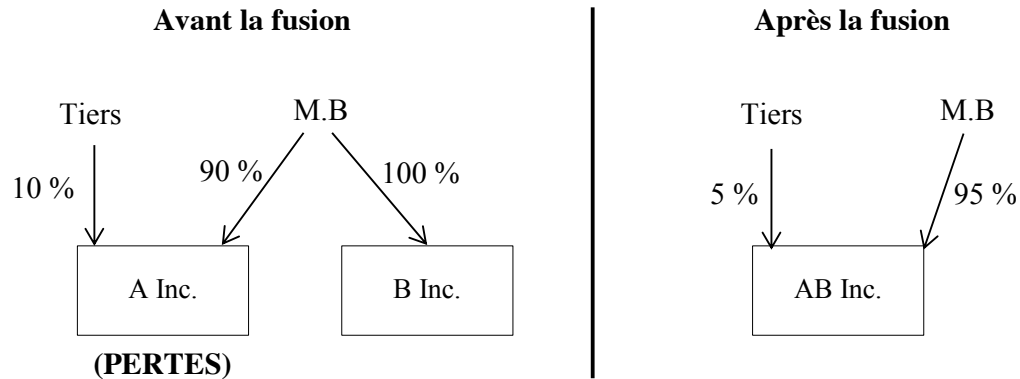 Avant la fusion
Tiers
M.B
10 %
90 %
100 %
A Inc.
B Inc.
(PERTES)
Après la fusion
Tiers
M.B
5 %
95 %
AB Inc.